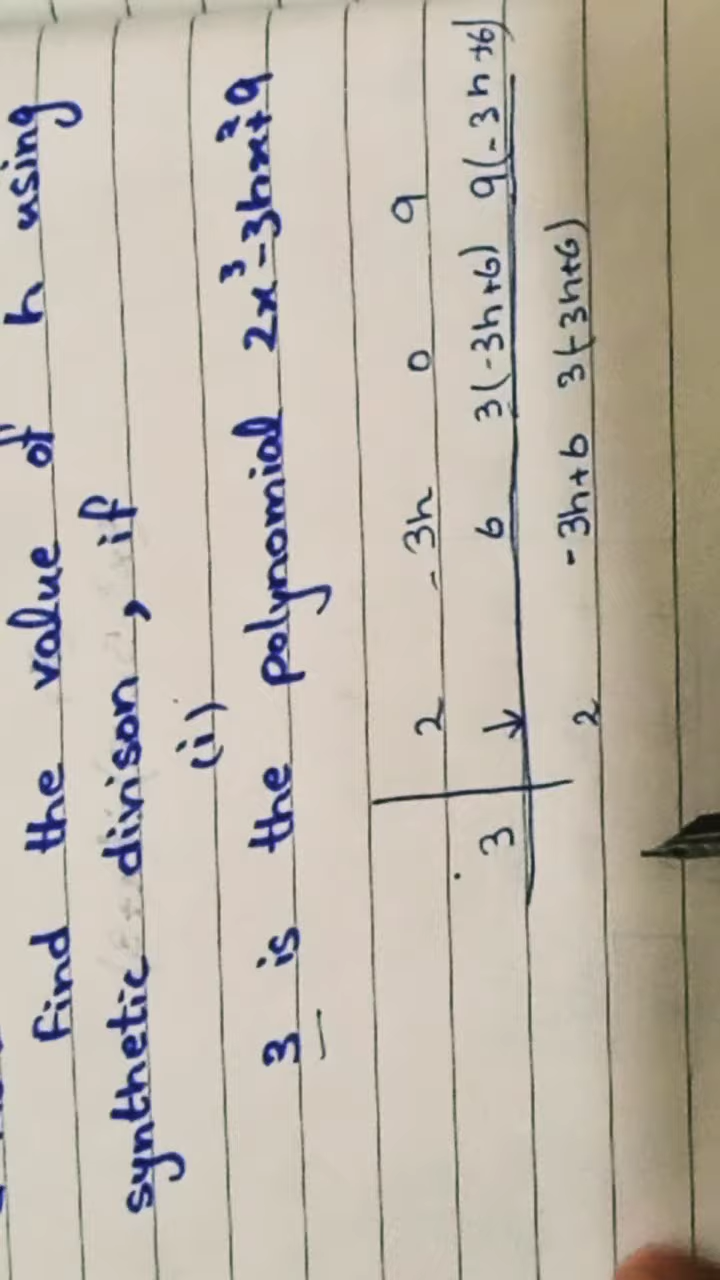 Find the value of h using
synthetic divison, if
(i)
3 is the polynomial 2x³-3hx²+9
2 -3h 0 9
3 ↓ 6 3(-3h+6) 9(-3h+6)
2 -3h+6 3(-3h+6)